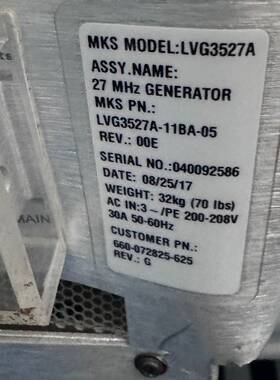 MKS MODEL:LVG3527A
ASSY.NAME:
27 MHz GENERATOR
MKS PN.:
LVG3527A-11BA-05
REV.: 00E
SERIAL NO.:040092586
DATE: 08/25/17
WEIGHT: 32kg (70 lbs)
AC IN:3~/PE 200-208V
30A 50-60Hz
CUSTOMER PN.:
660-072825-625
REV.: G
MAIN